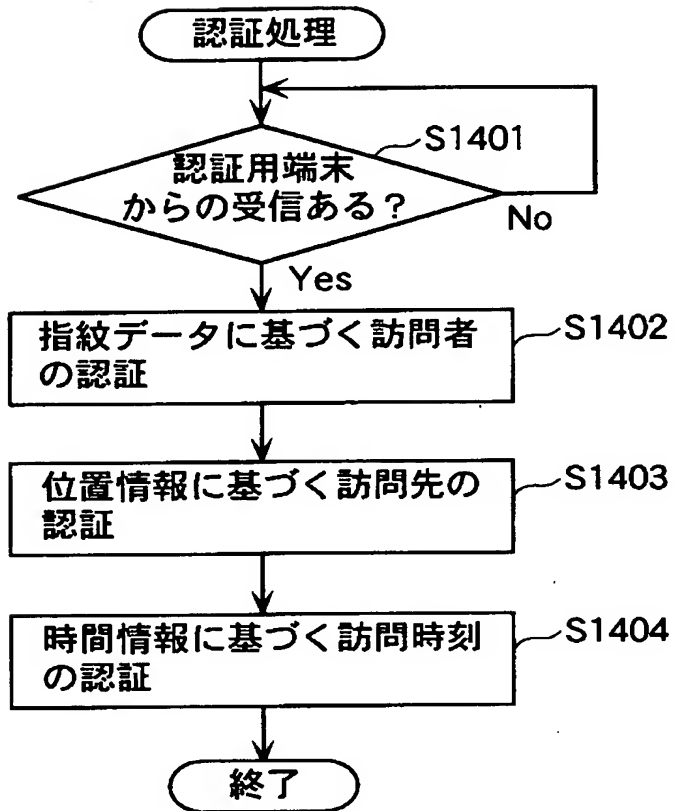 認証処理
S1401
認証用端末
からの受信ある?
No
Yes
指紋データに基づく訪問者
の認証
S1402
位置情報に基づく訪問先の
認証
S1403
時間情報に基づく訪問時刻
の認証
S1404
終了